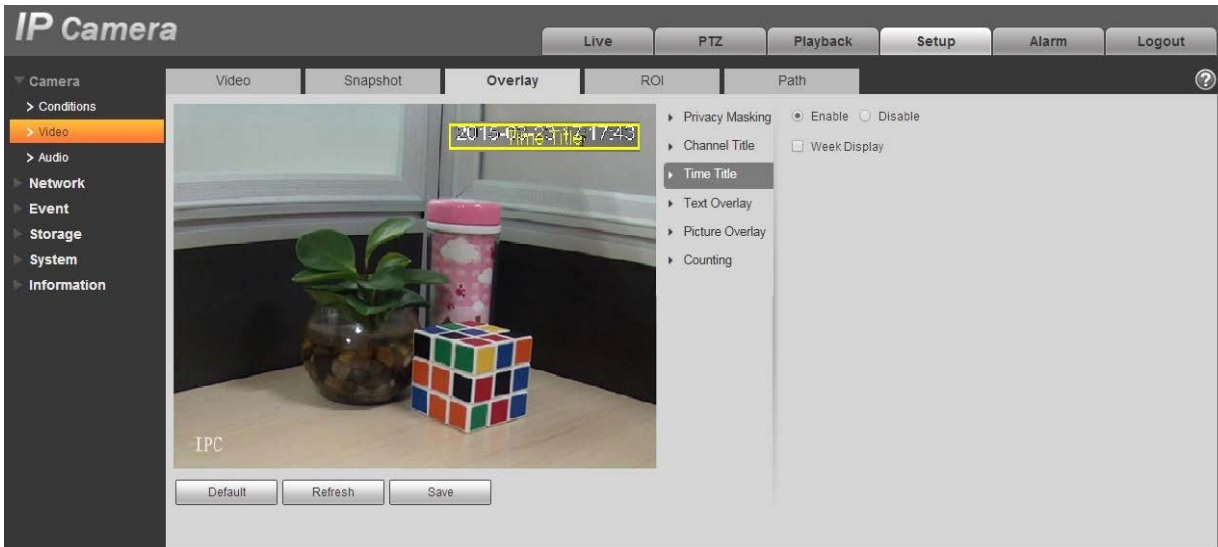 IP Camera
Live
PTZ
Playback
Setup
Alarm
Logout
Camera
> Conditions
> Video
> Audio
Network
Event
Storage
System
Information
Video
Snapshot
Overlay
ROI
Path
?
Time Title
IPC
Privacy Masking
Channel Title
Time Title
Text Overlay
Picture Overlay
Counting
Enable
Disable
Week Display
Default
Refresh
Save